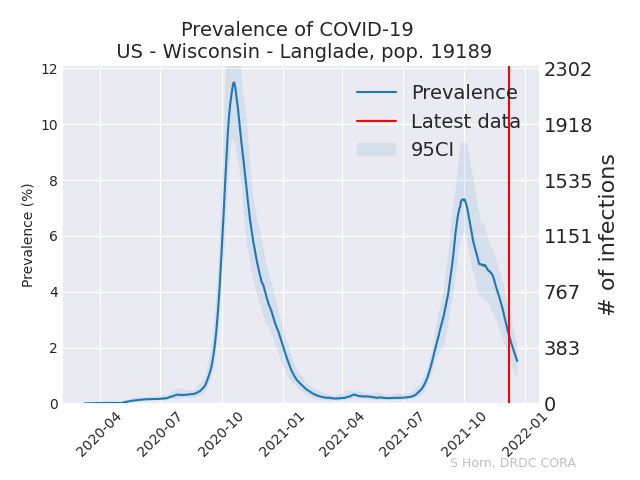 Prevalence of COVID-19
US - Wisconsin - Langlade, pop. 19189
Prevalence (%)
12
10
8
6
4
2
0
2302
1918
1535
1151
767
383
0
# of infections
Prevalence
Latest data
95CI
2020-04
2020-07
2020-10
2021-01
2021-04
2021-07
2021-10
2022-01
S Horn, DRDC CORA